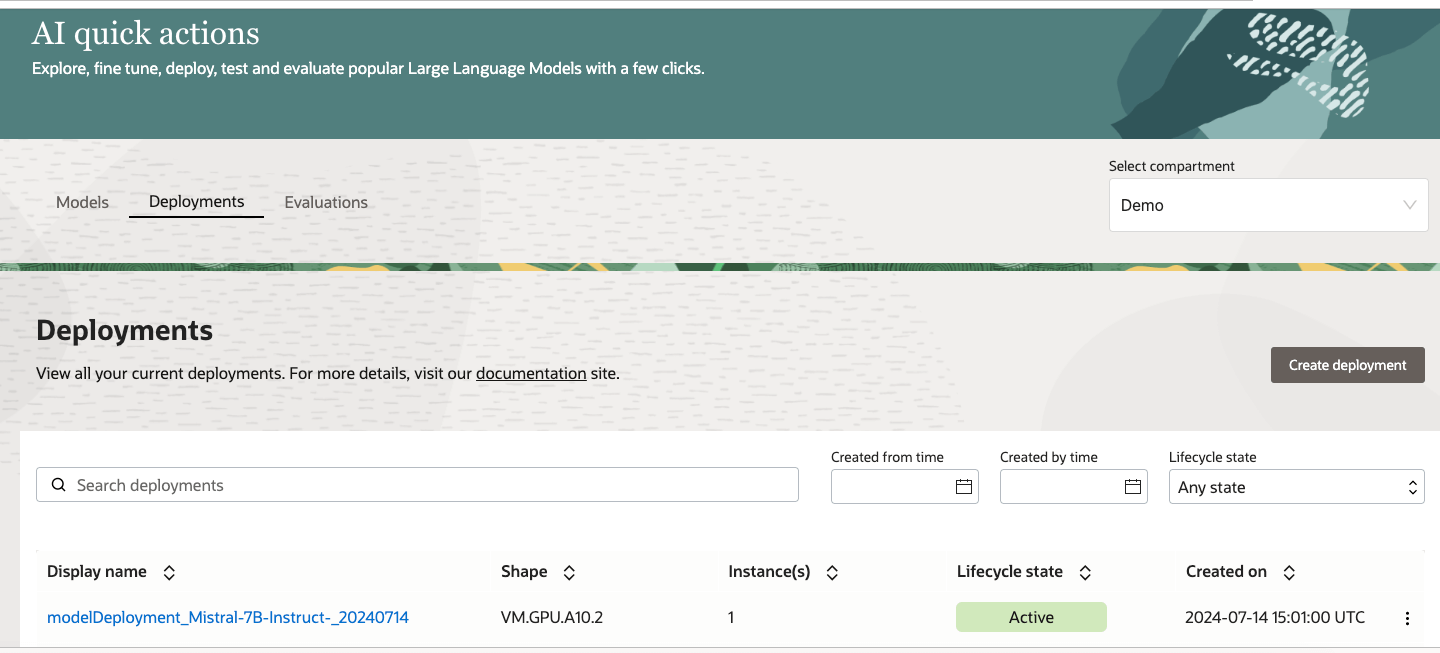 AI quick actions
Explore, fine tune, deploy, test and evaluate popular Large Language Models with a few clicks.
Select compartment
Models Deployments Evaluations
Demo
Deployments
View all your current deployments. For more details, visit our documentation site.
Create deployment
Created from time Created by time Lifecycle state
Search deployments
Any state
Display name Shape Instance(s) Lifecycle state Created on
modelDeployment_Mistral-7B-Instruct-_20240714 VM.GPU.A10.2 1 Active 2024-07-14 15:01:00 UTC